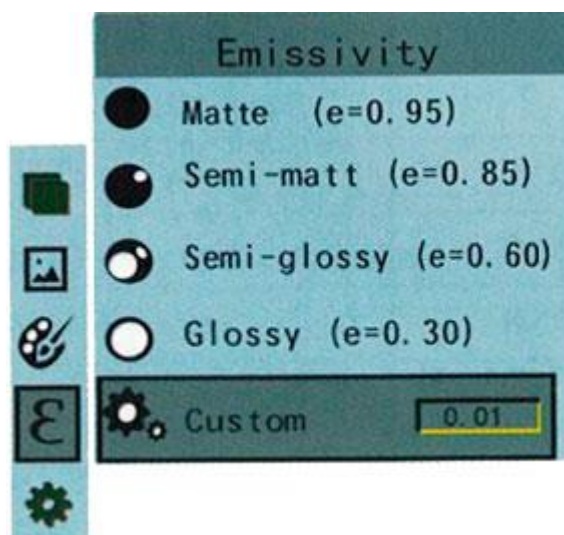 Emissivity
Matte (e=0.95)
Semi-matt (e=0.85)
Semi-glossy (e=0.60)
Glossy (e=0.30)
ε
Custom 0.01